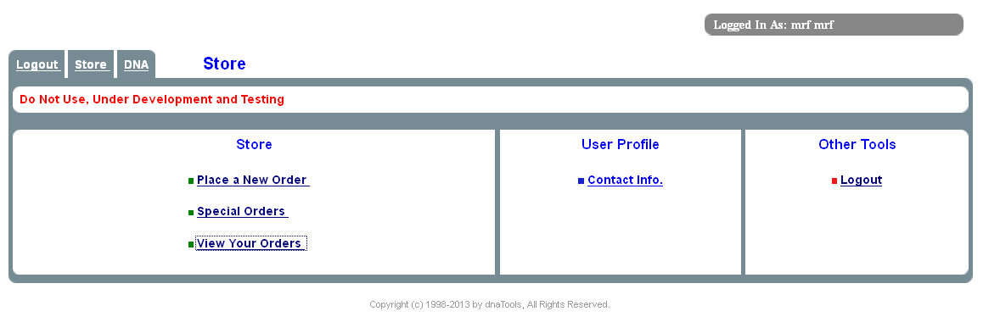 Logged In As: mrf mrf
Logout Store DNA Store
Do Not Use, Under Development and Testing
Store User Profile Other Tools
Place a New Order Contact Info. Logout
Special Orders
View Your Orders
Copyright (c) 1998-2013 by dnaTools, All Rights Reserved.